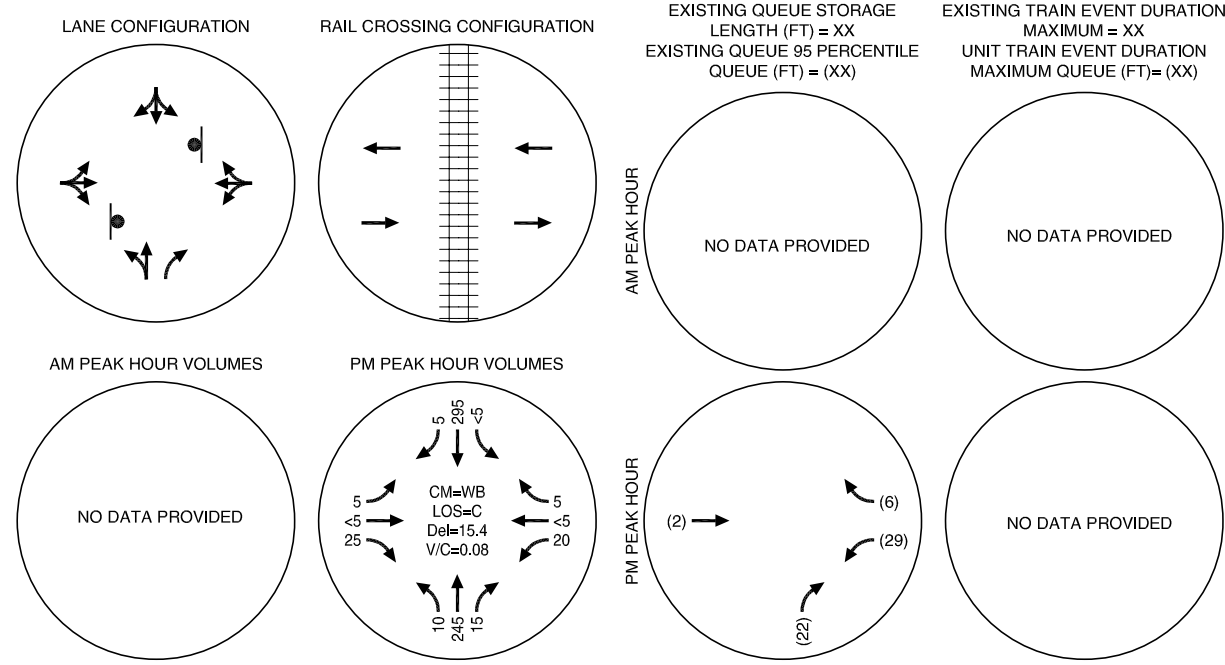 LANE CONFIGURATION
RAIL CROSSING CONFIGURATION
EXISTING QUEUE STORAGE
LENGTH (FT) = XX
EXISTING QUEUE 95 PERCENTILE
QUEUE (FT) = (XX)
EXISTING TRAIN EVENT DURATION
MAXIMUM = XX
UNIT TRAIN EVENT DURATION
MAXIMUM QUEUE (FT)= (XX)
AM PEAK HOUR
NO DATA PROVIDED
NO DATA PROVIDED
AM PEAK HOUR VOLUMES
NO DATA PROVIDED
PM PEAK HOUR VOLUMES
5
295
<5
5
<5
25
CM=WB
LOS=C
Del=15.4
V/C=0.08
5
<5
20
10
245
15
PM PEAK HOUR
(2)
(6)
(29)
(22)
NO DATA PROVIDED